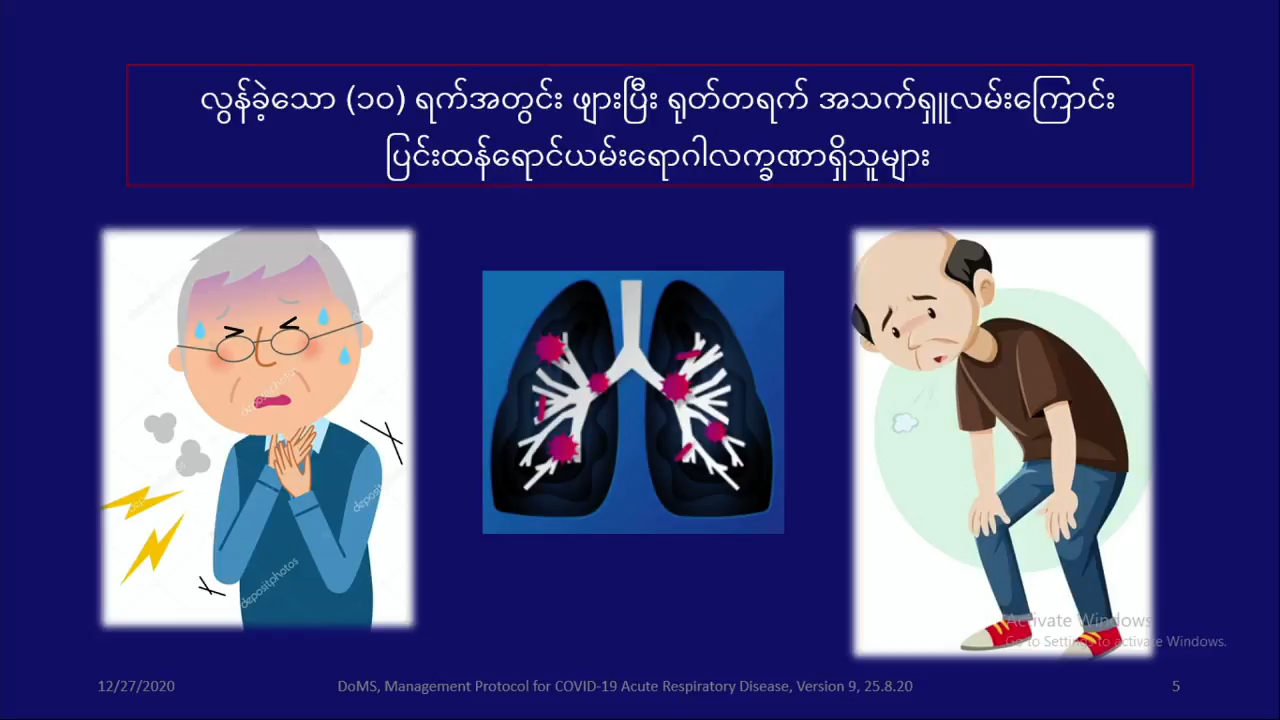 လွန်ခဲ့သော (၁၀) ရက်အတွင်း ဖျားပြီး ရုတ်တရက် အသက်ရှူလမ်းကြောင်း
ပြင်းထန်ရောင်ယမ်းရောဂါလက္ခဏာရှိသူများ
depositphotos
depositphotos
depositphotos
Activate Windows
Go to Settings to activate Windows.
12/27/2020
DoMS, Management Protocol for COVID-19 Acute Respiratory Disease, Version 9, 25.8.20
5